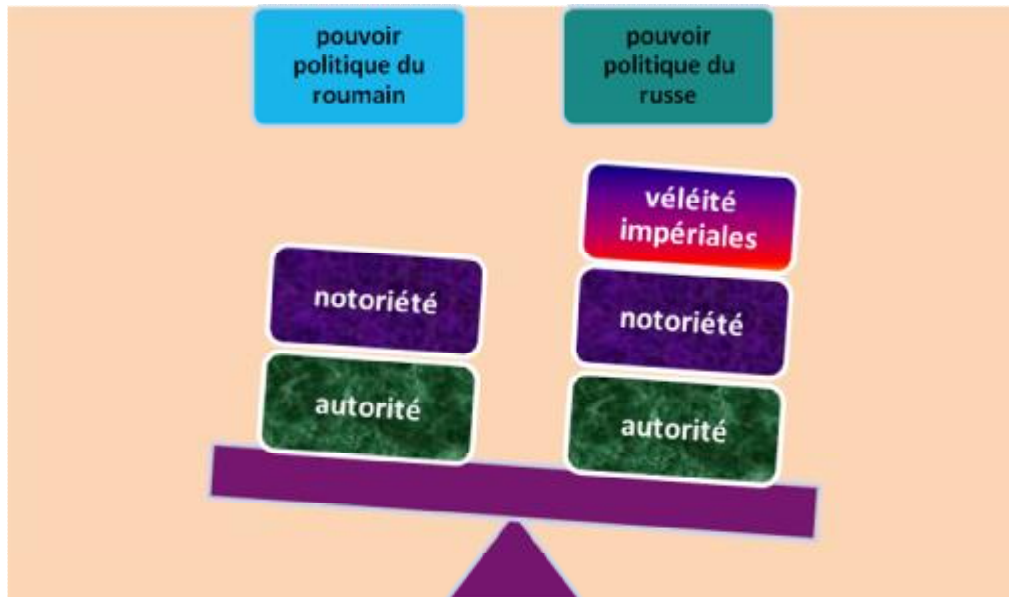 pouvoir
politique du
roumain
pouvoir
politique du
russe
véléité
impériales
notoriété
notoriété
autorité
autorité